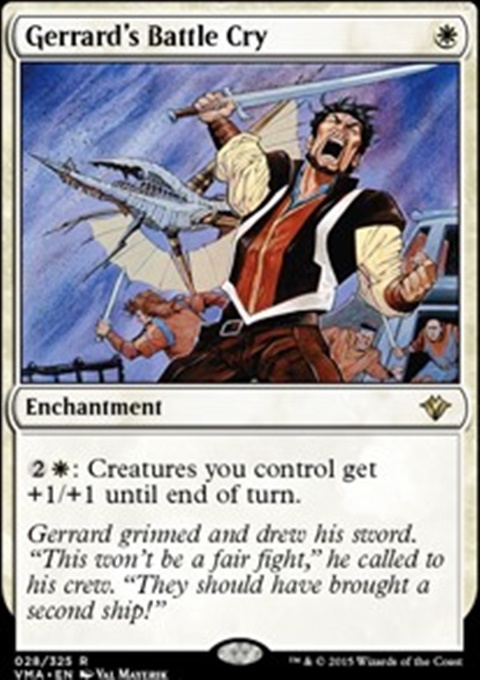 Gerrard's Battle Cry
Enchantment
2: Creatures you control get
+1/+1 until end of turn.
Gerrard grinned and drew his sword.
"This won't be a fair fight," he called to
his crew. "They should have brought a
second ship!"
028/325 R
VMA • EN Val Mayerik
™ & © 2015 Wizards of the Coast